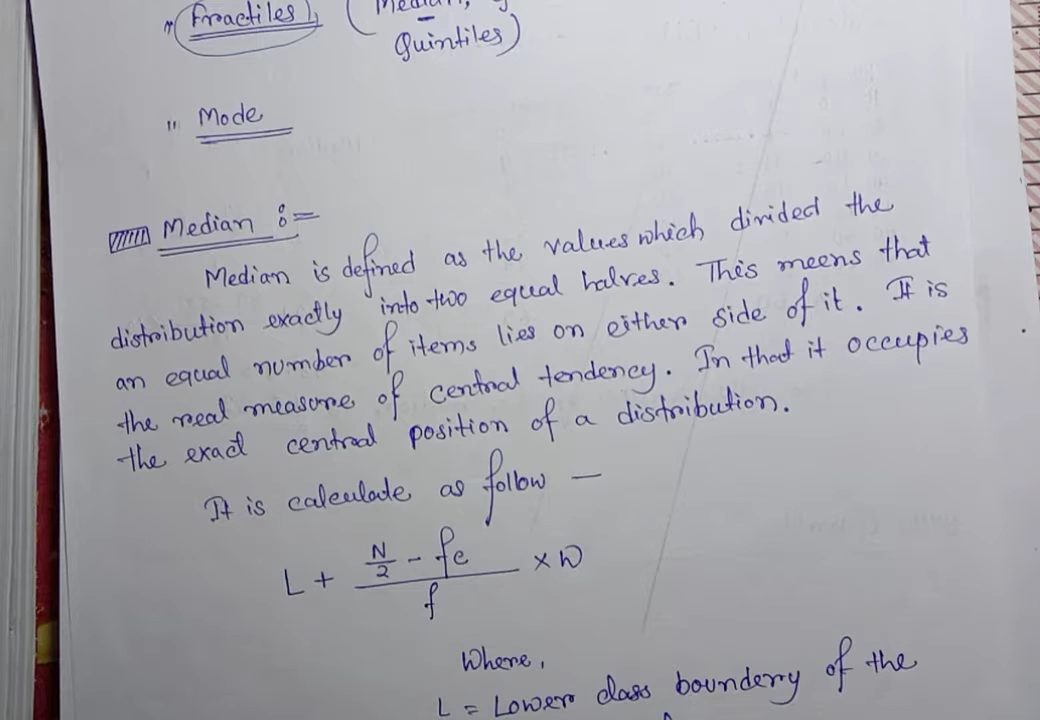 " Fractiles, (Median,
Quintiles)
" Mode
Median :=
Median is defined as the values which divided the
distribution exactly into two equal halves. This meens that
an equal number of items lies on either side of it. It is
the real measure of central tendency. In that it occupies
the exact central position of a distribution.
It is calculate as follow —
L + (N/2 - fc)/f × W
Where,
L = Lower class boundery of the